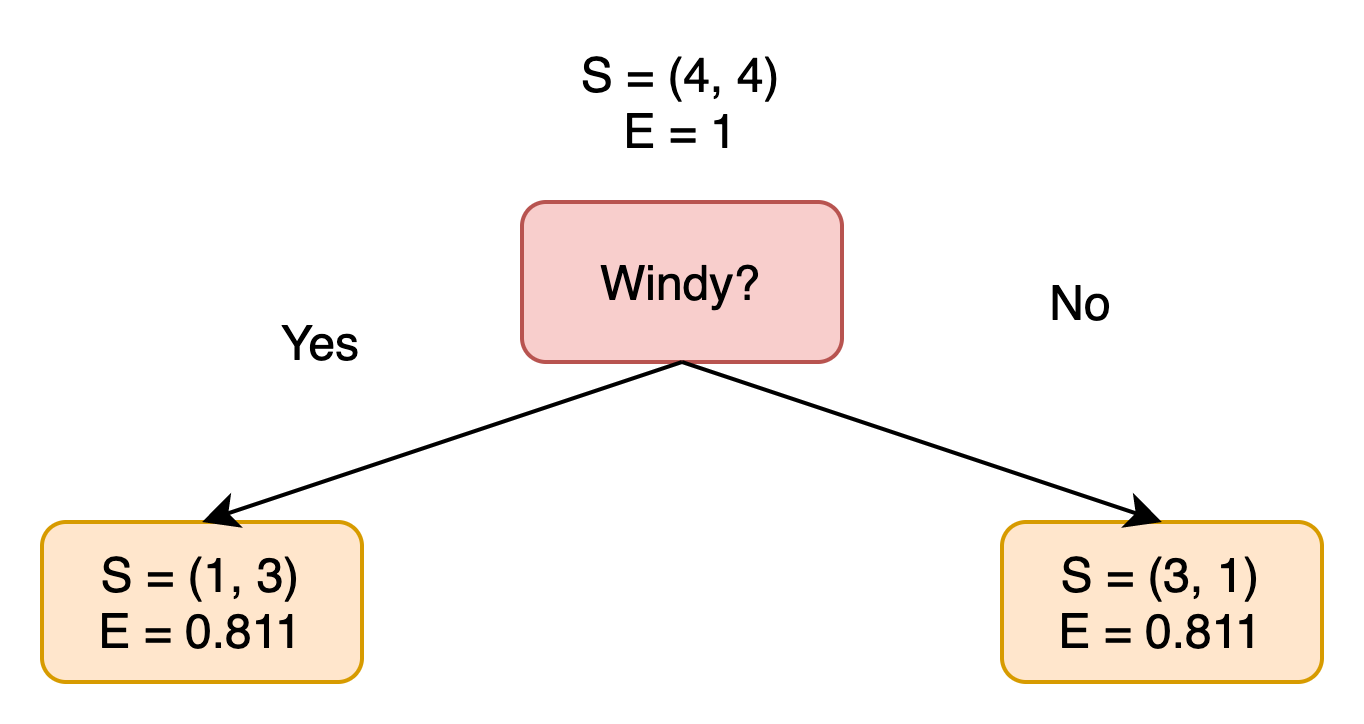 S = (4, 4)
E = 1
Windy?
Yes
No
S = (1, 3)
E = 0.811
S = (3, 1)
E = 0.811